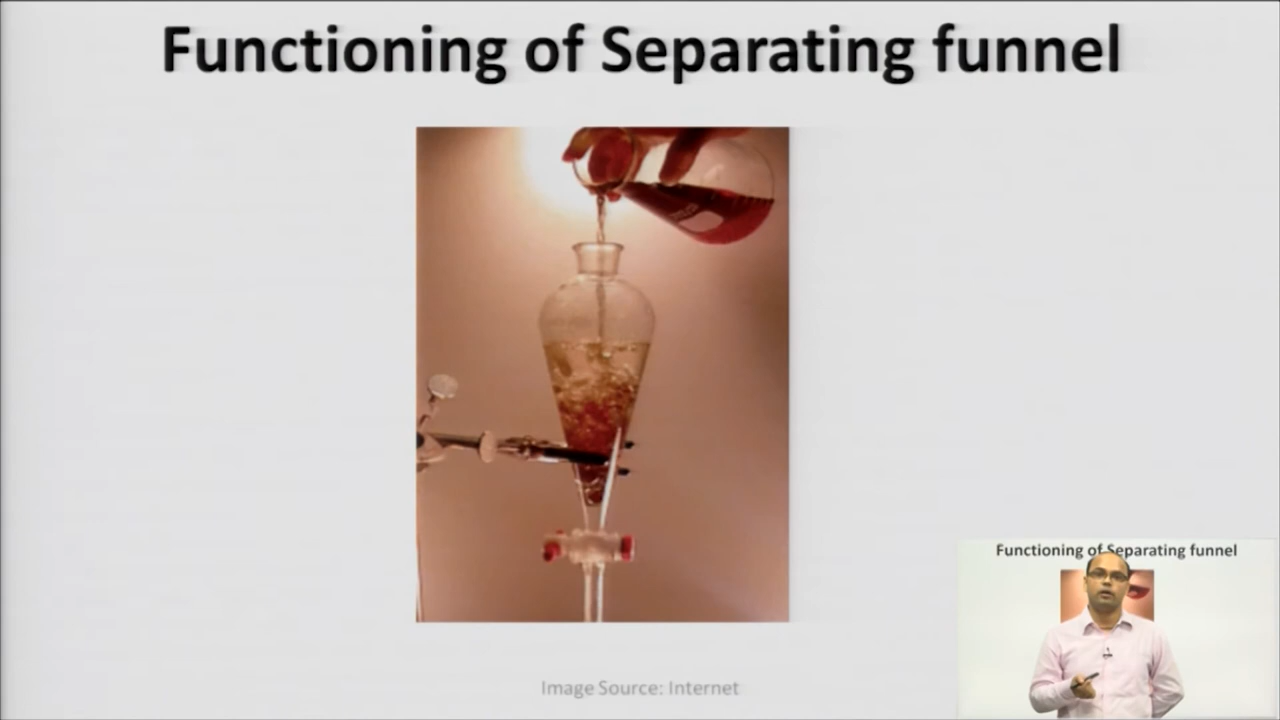 Functioning of Separating funnel
Image Source: Internet
Functioning of Separating funnel